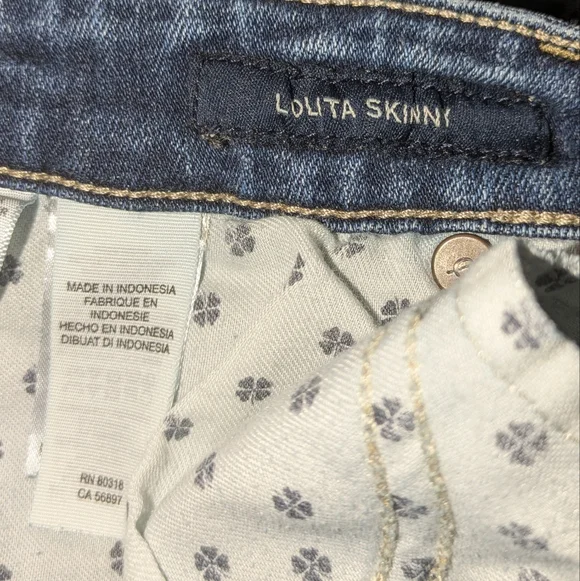 LOLITA SKINNY
MADE IN INDONESIA
FABRIQUE EN
INDONESIE
HECHO EN INDONESIA
DIBUAT DI INDONESIA
RN 80318
CA 56897